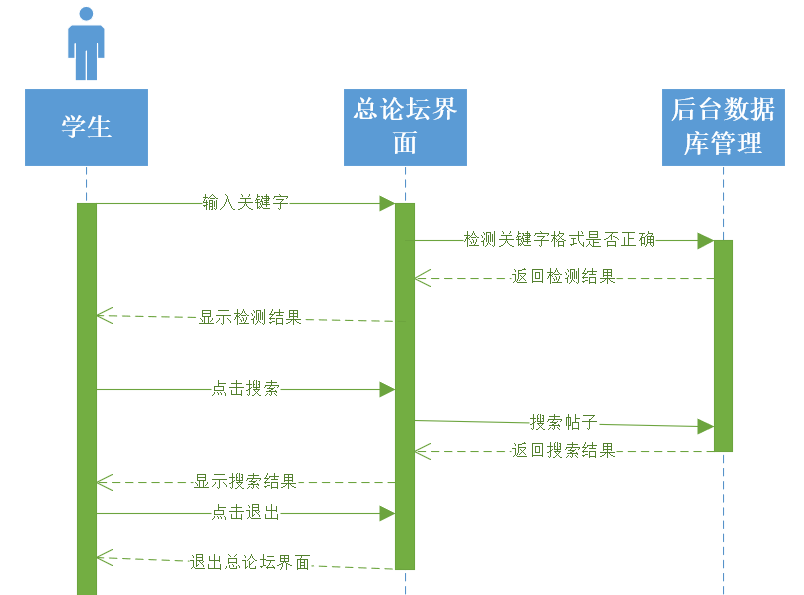 学生
总论坛界
面
后台数据
库管理
输入关键字
检测关键字格式是否正确
返回检测结果
显示检测结果
点击搜索
搜索帖子
返回搜索结果
显示搜索结果
点击退出
退出总论坛界面